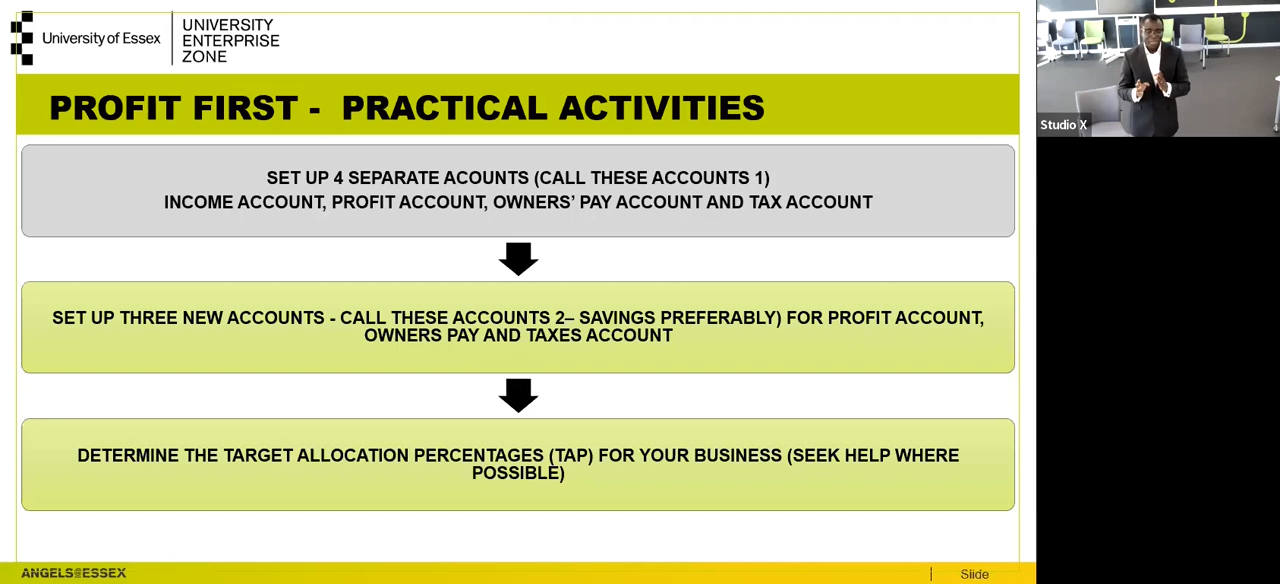 University of Essex
UNIVERSITY
ENTERPRISE
ZONE
PROFIT FIRST - PRACTICAL ACTIVITIES
SET UP 4 SEPARATE ACOUNTS (CALL THESE ACCOUNTS 1)
INCOME ACCOUNT, PROFIT ACCOUNT, OWNERS' PAY ACCOUNT AND TAX ACCOUNT
SET UP THREE NEW ACCOUNTS - CALL THESE ACCOUNTS 2– SAVINGS PREFERABLY) FOR PROFIT ACCOUNT,
OWNERS PAY AND TAXES ACCOUNT
DETERMINE THE TARGET ALLOCATION PERCENTAGES (TAP) FOR YOUR BUSINESS (SEEK HELP WHERE
POSSIBLE)
Studio X
ESSEX
Slide